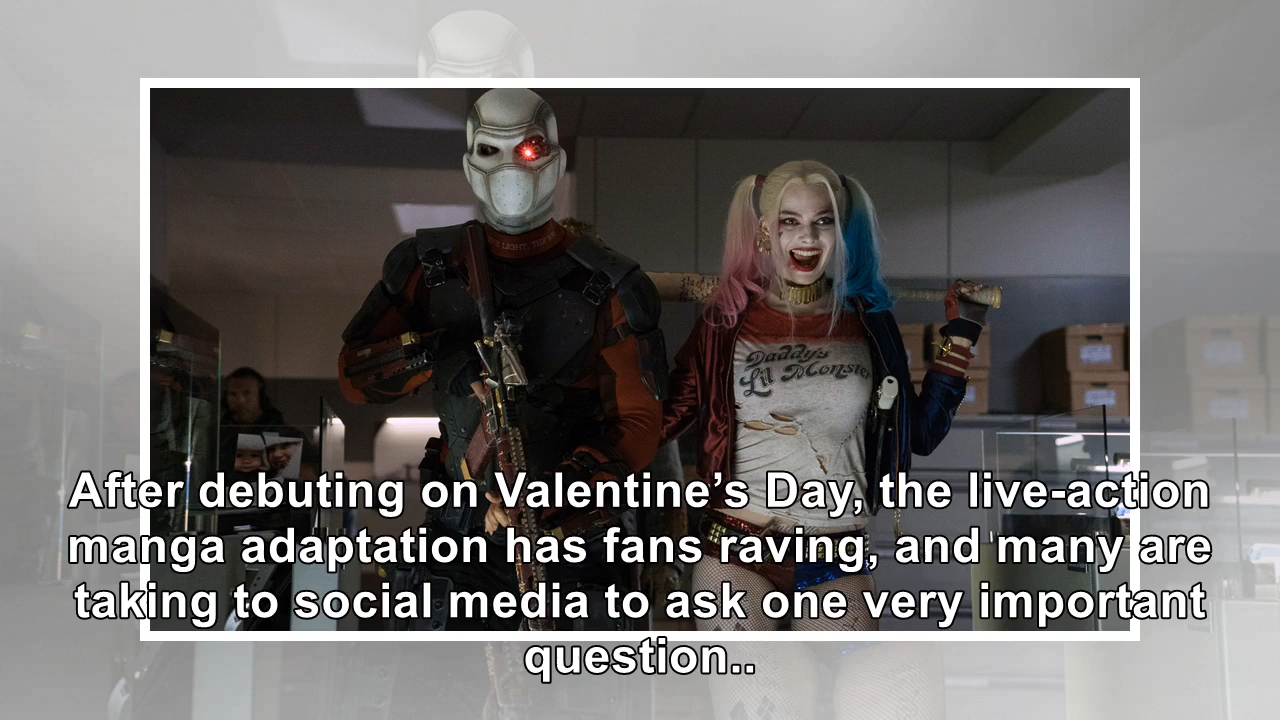 Daddy's
Lil Monster
After debuting on Valentine’s Day, the live-action
manga adaptation has fans raving, and many are
taking to social media to ask one very important
question..